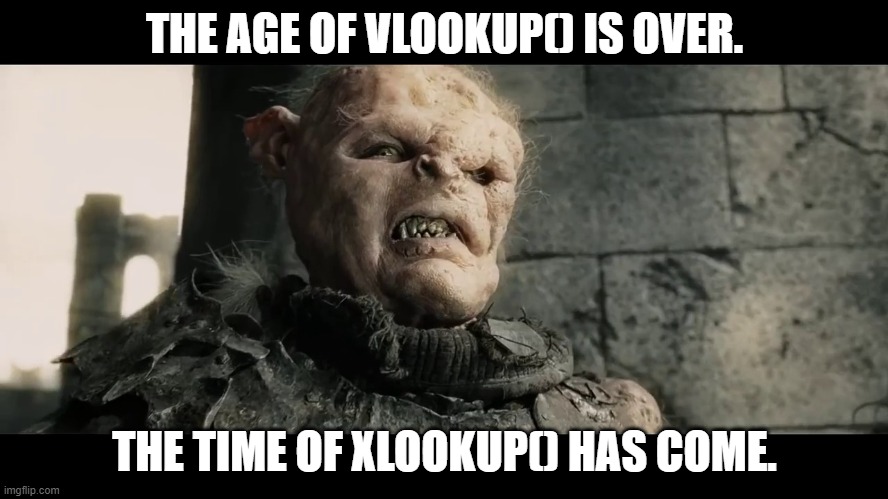 THE AGE OF VLOOKUP() IS OVER.
THE TIME OF XLOOKUP() HAS COME.
imgflip.com